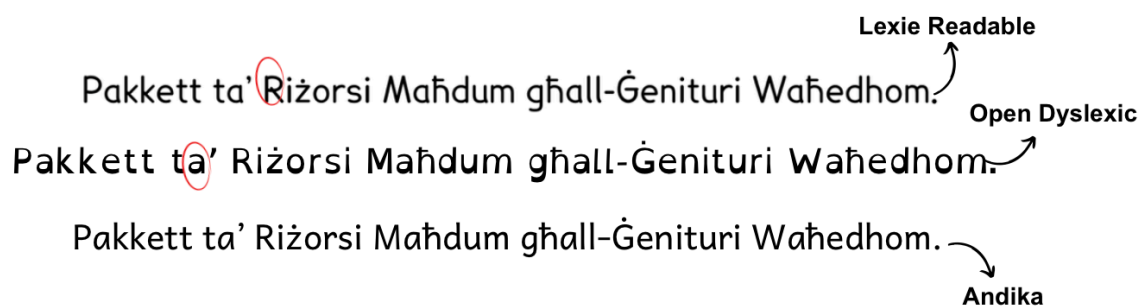 Lexie Readable
Pakkett ta’ Riżorsi Maħdum għall-Ġenituri Waħedhom.
Open Dyslexic
Pakkett ta’ Riżorsi Maħdum għall-Ġenituri Waħedhom.
Pakkett ta’ Riżorsi Maħdum għall-Ġenituri Waħedhom.
Andika